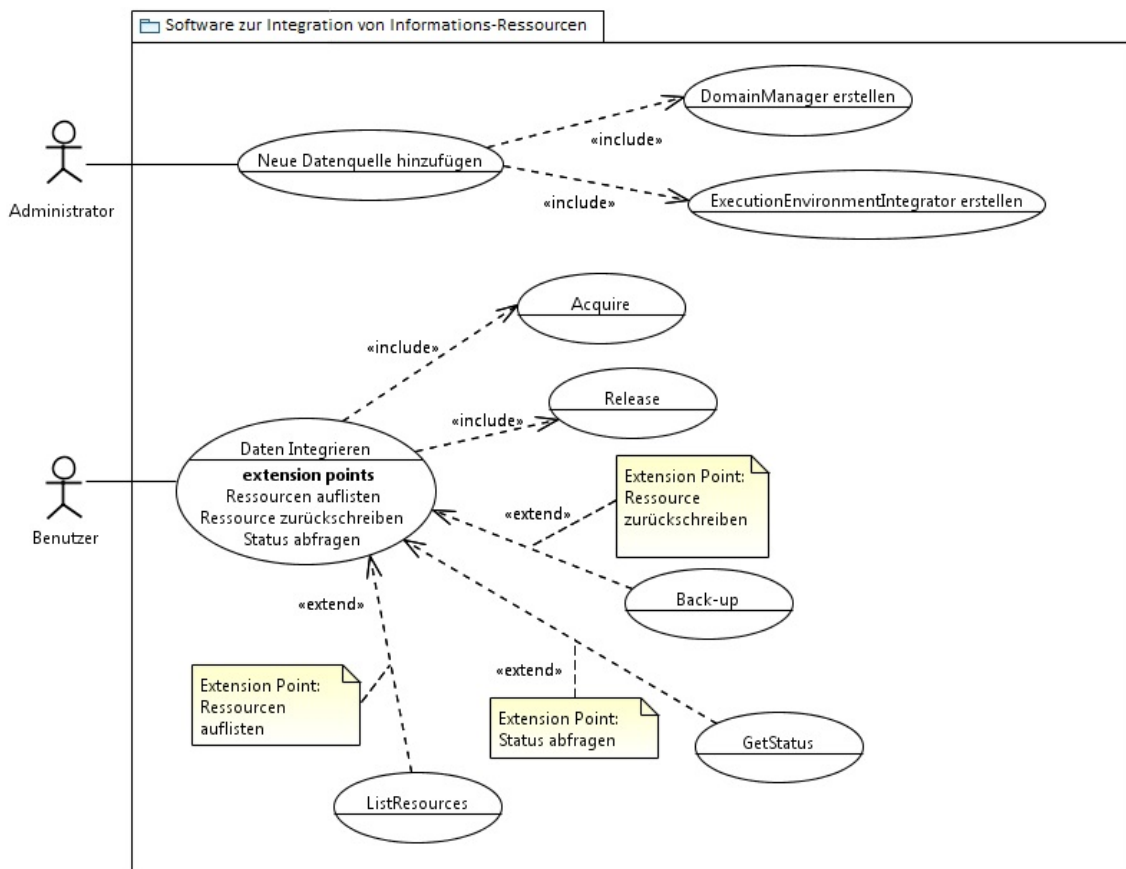 Software zur Integration von Informations-Ressourcen
DomainManager erstellen
«include»
Neue Datenquelle hinzufügen
«include»
ExecutionEnvironmentIntegrator erstellen
Administrator
Acquire
«include»
Release
«include»
Daten Integrieren
extension points
Ressourcen auflisten
Ressource zurückschreiben
Status abfragen
Benutzer
Extension Point:
Ressource
zurückschreiben
«extend»
Back-up
«extend»
Extension Point:
Ressourcen
auflisten
«extend»
Extension Point:
Status abfragen
GetStatus
ListResources